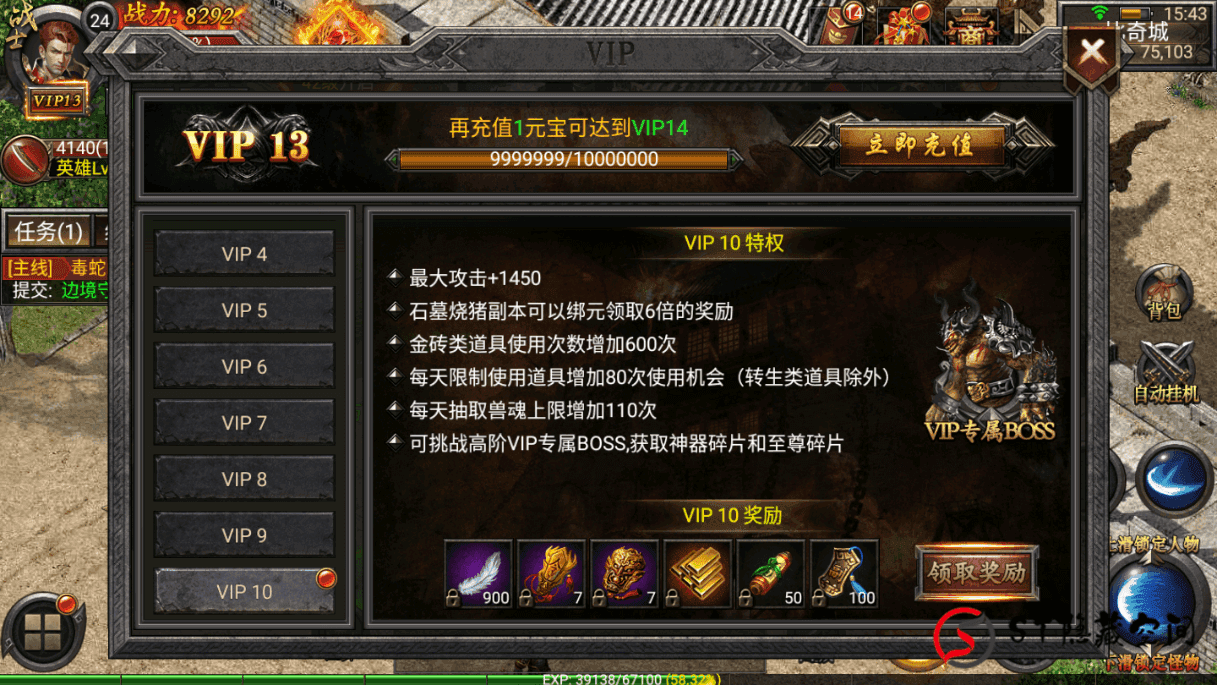 战士
24
战力: 8292
14
商
15:43
比奇城
75,103
VIP13
VIP
VIP 13
再充值1元宝可达到VIP14
9999999/10000000
立即充值
4140(1
英雄Lv
任务(1)
[主线] 毒蛇
提交: 边境守
VIP 4
VIP 5
VIP 6
VIP 7
VIP 8
VIP 9
VIP 10
VIP 10 特权
最大攻击+1450
石墓烧猪副本可以绑元领取6倍的奖励
金砖类道具使用次数增加600次
每天限制使用道具增加80次使用机会（转生类道具除外）
每天抽取兽魂上限增加110次
可挑战高阶VIP专属BOSS,获取神器碎片和至尊碎片
VIP专属BOSS
VIP 10 奖励
900
7
7
50
100
领取奖励
背包
自动挂机
上滑锁定人物
下滑锁定怪物
ST隐藏空间
EXP: 39138/67100 (58.32%)